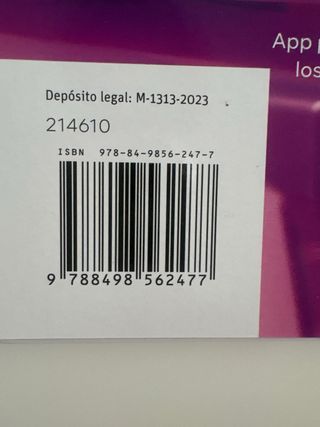 App
los
Depósito legal: M-1313-2023
214610
ISBN 978-84-9856-247-7
9 788498 562477